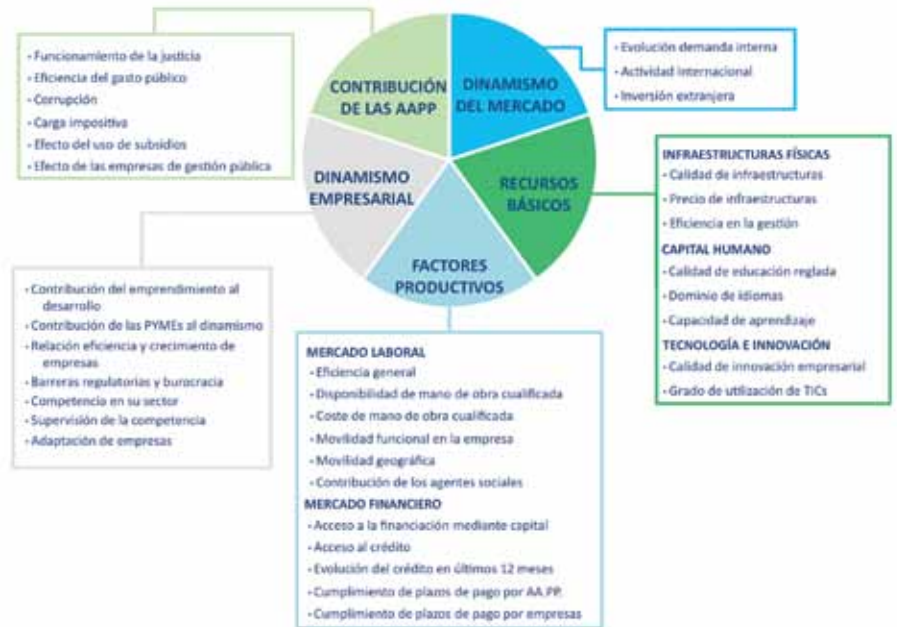 - Funcionamiento de la justicia
- Eficiencia del gasto público
- Corrupción
- Carga impositiva
- Efecto del uso de subsidios
- Efecto de las empresas de gestión pública
CONTRIBUCIÓN
DE LAS AAPP
DINAMISMO
DEL MERCADO
- Evolución demanda interna
- Actividad internacional
- Inversión extranjera
DINAMISMO
EMPRESARIAL
RECURSOS
BÁSICOS
FACTORES
PRODUCTIVOS
INFRAESTRUCTURAS FÍSICAS
- Calidad de infraestructuras
- Precio de infraestructuras
- Eficiencia en la gestión
CAPITAL HUMANO
- Calidad de educación reglada
- Dominio de idiomas
- Capacidad de aprendizaje
TECNOLOGÍA E INNOVACIÓN
- Calidad de innovación empresarial
- Grado de utilización de TICs
- Contribución del emprendimiento al
desarrollo
- Contribución de las PYMEs al dinamismo
- Relación eficiencia y crecimiento de
empresas
- Barreras regulatorias y burocracia
- Competencia en su sector
- Supervisión de la competencia
- Adaptación de empresas
MERCADO LABORAL
- Eficiencia general
- Disponibilidad de mano de obra cualificada
- Coste de mano de obra cualificada
- Movilidad funcional en la empresa
- Movilidad geográfica
- Contribución de los agentes sociales
MERCADO FINANCIERO
- Acceso a la financiación mediante capital
- Acceso al crédito
- Evolución del crédito en últimos 12 meses
- Cumplimiento de plazos de pago por AA.PP.
- Cumplimiento de plazos de pago por empresas